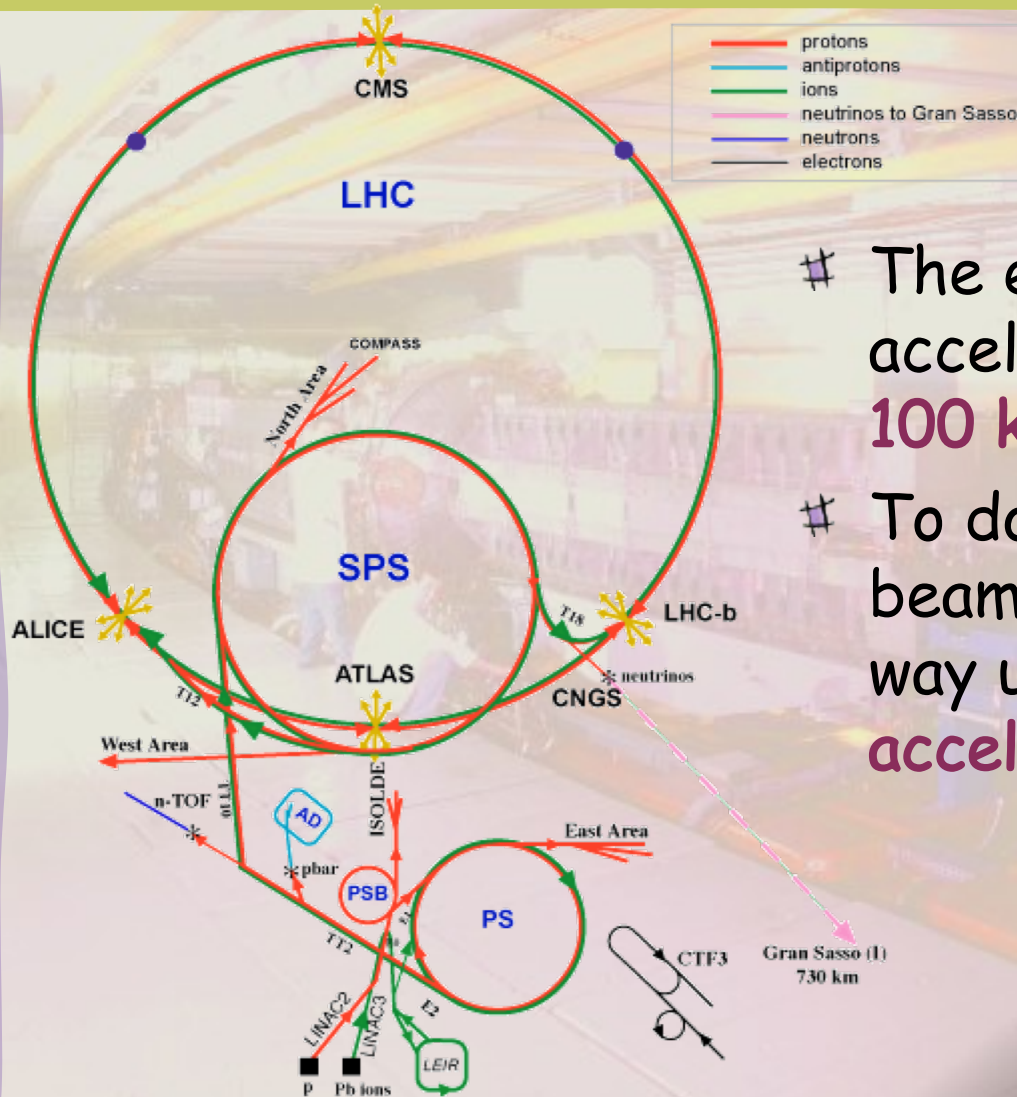 CMS
protons
antiprotons
ions
neutrinos to Gran Sasso
neutrons
electrons
LHC
The e
accel
100 k
To do
beam
way u
accel
COMPASS
North Area
SPS
T18
LHC-b
ALICE
ATLAS
neutrinos
CNGS
T12
West Area
TT10
n-TOF
AD
ISOLDE
East Area
pbar
PSB
PS
TT2
E2
CTF3
Gran Sasso (I)
730 km
LINAC2
LINAC3
LEIR
p
Pb ions